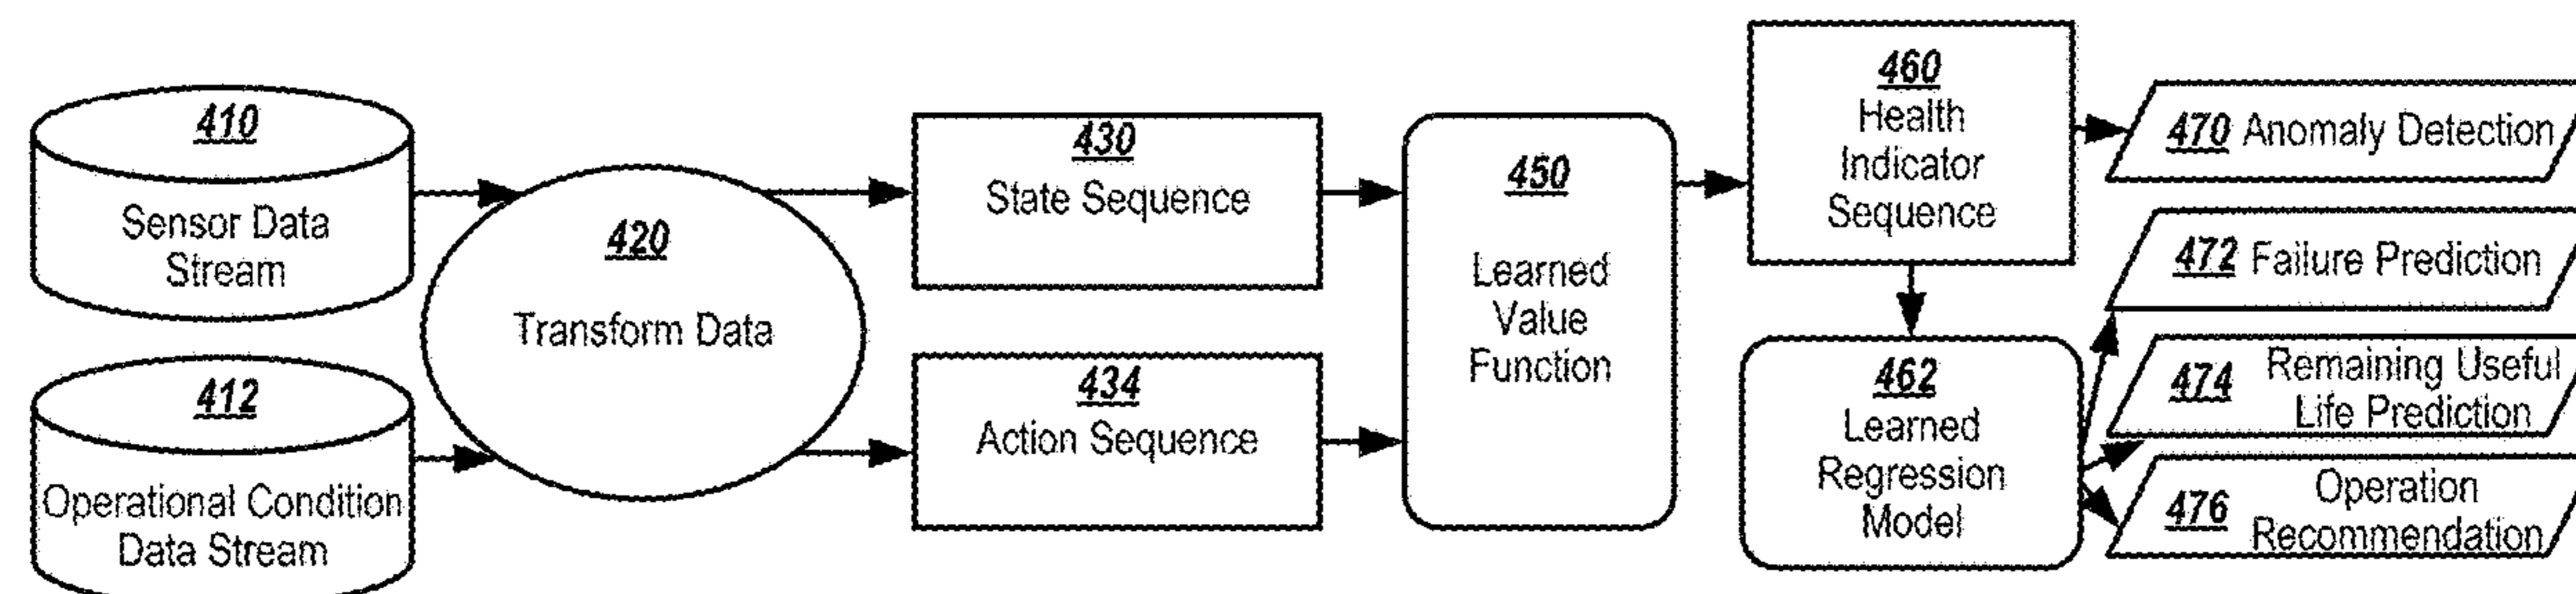 410
Sensor Data
Stream
412
Operational Condition
Data Stream
420
Transform Data
430
State Sequence
434
Action Sequence
450
Learned
Value
Function
460
Health
Indicator
Sequence
462
Learned
Regression
Model
470 Anomaly Detection
472 Failure Prediction
474 Remaining Useful
Life Prediction
476 Operation
Recommendation